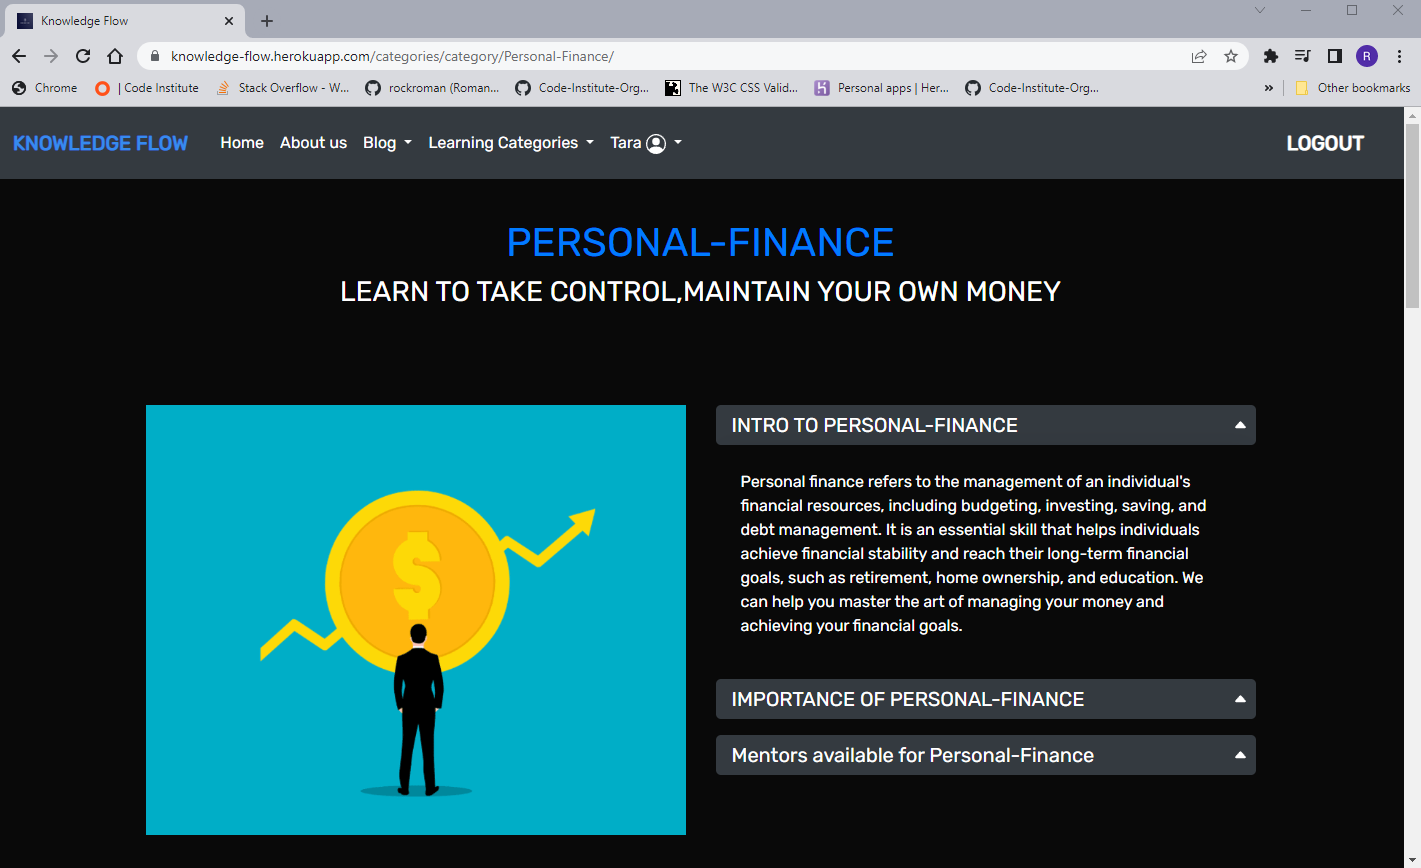 Knowledge Flow
knowledge-flow.herokuapp.com/categories/category/Personal-Finance/
R
Chrome
| Code Institute
Stack Overflow - W...
rockroman (Roman...
Code-Institute-Org...
The W3C CSS Valid...
Personal apps | Her...
Code-Institute-Org...
»
Other bookmarks
KNOWLEDGE FLOW
Home
About us
Blog
Learning Categories
Tara
LOGOUT
PERSONAL-FINANCE
LEARN TO TAKE CONTROL,MAINTAIN YOUR OWN MONEY
$
INTRO TO PERSONAL-FINANCE
Personal finance refers to the management of an individual's
financial resources, including budgeting, investing, saving, and
debt management. It is an essential skill that helps individuals
achieve financial stability and reach their long-term financial
goals, such as retirement, home ownership, and education. We
can help you master the art of managing your money and
achieving your financial goals.
IMPORTANCE OF PERSONAL-FINANCE
Mentors available for Personal-Finance